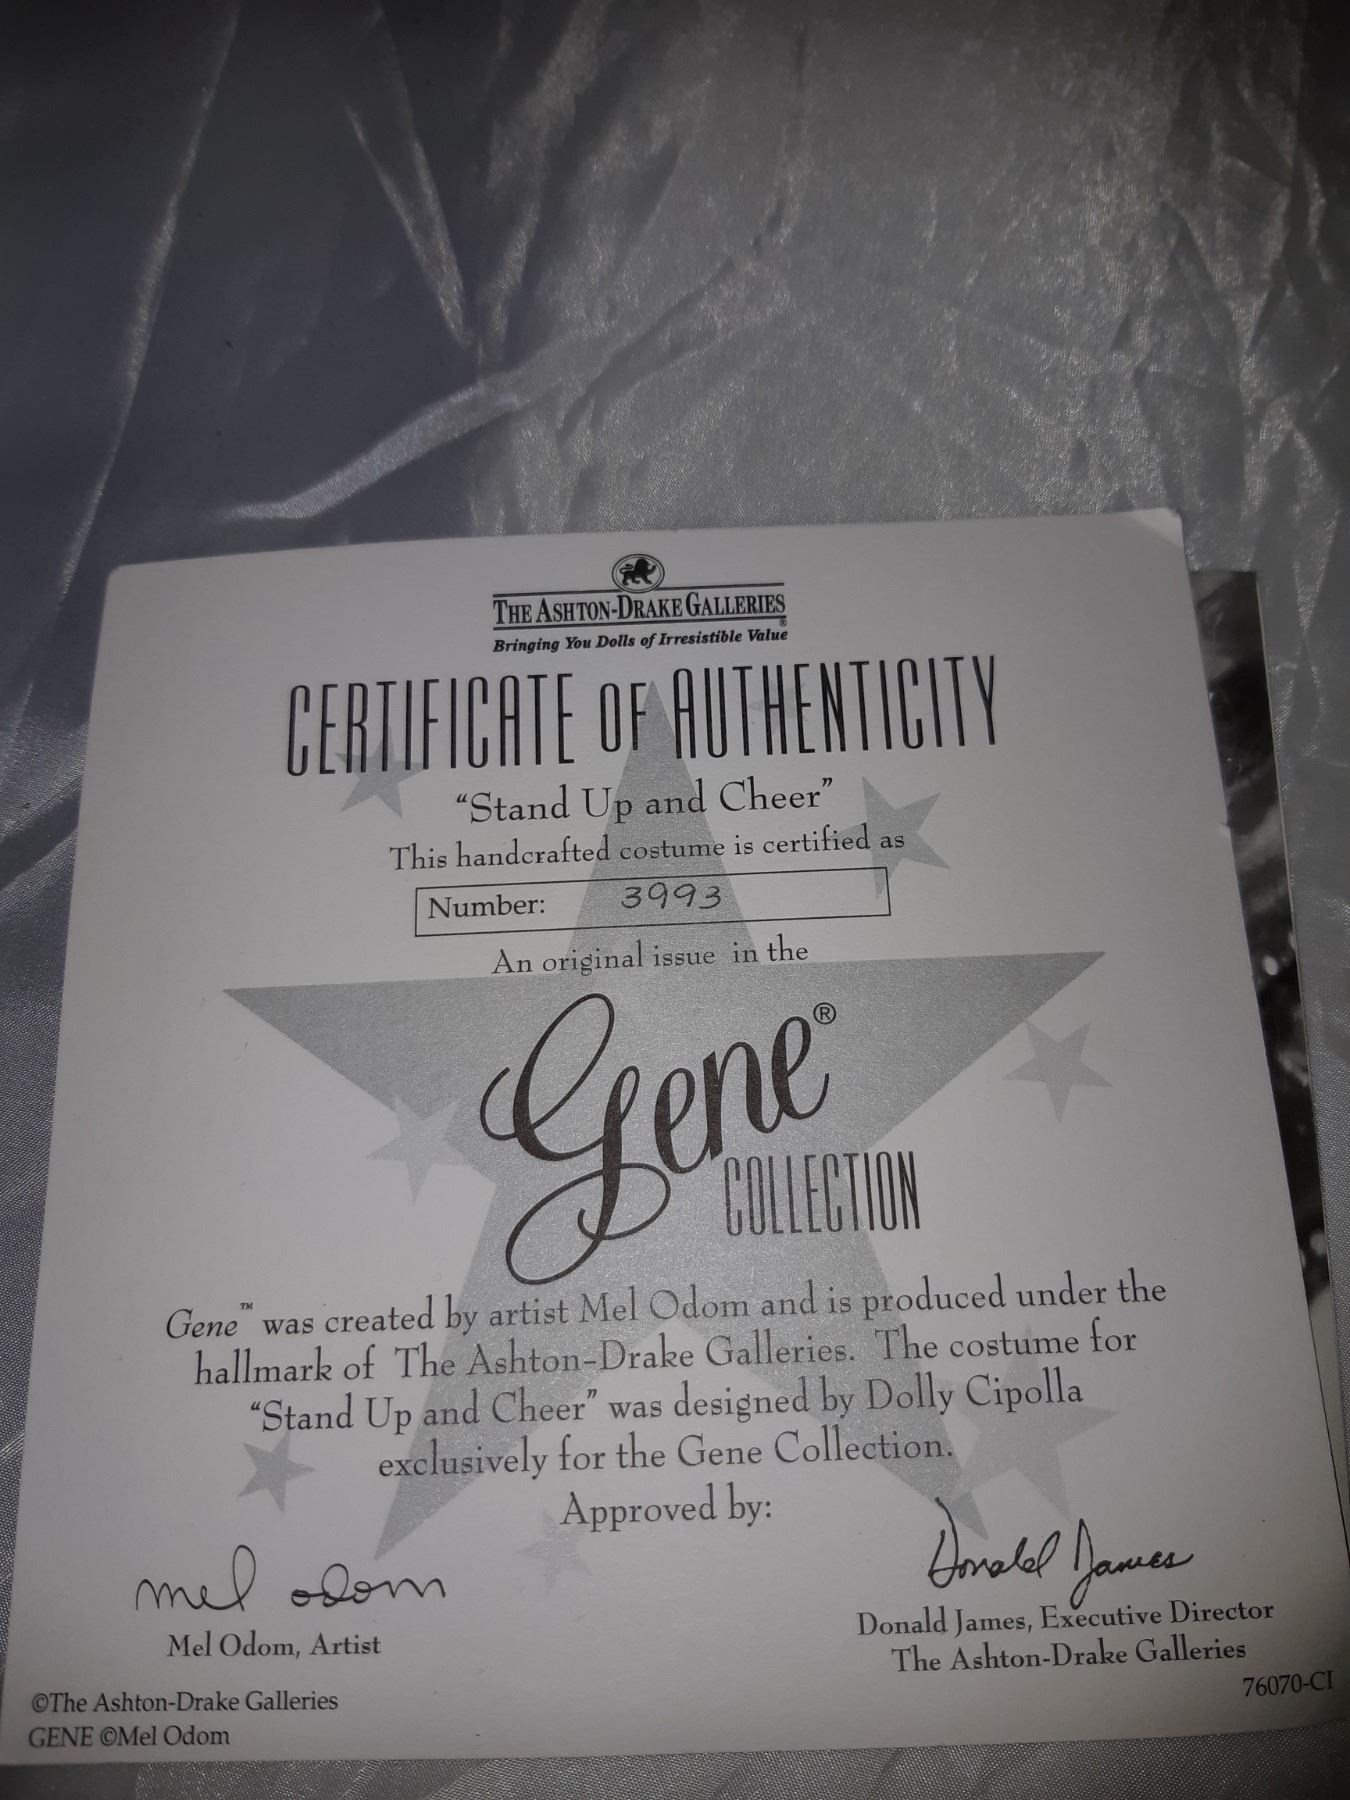 THE ASHTON-DRAKE GALLERIES®
Bringing You Dolls of Irresistible Value
CERTIFICATE OF AUTHENTICITY
“Stand Up and Cheer”
This handcrafted costume is certified as
Number: 3993
An original issue in the
Gene®
COLLECTION
Gene™ was created by artist Mel Odom and is produced under the
hallmark of The Ashton-Drake Galleries. The costume for
“Stand Up and Cheer” was designed by Dolly Cipolla
exclusively for the Gene Collection.
Approved by:
mel odom
Donald James
Mel Odom, Artist
Donald James, Executive Director
The Ashton-Drake Galleries
76070-CI
©The Ashton-Drake Galleries
GENE ©Mel Odom